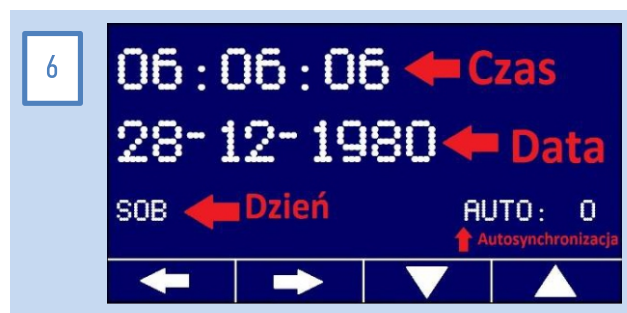 6
06:06:06 Czas
28-12-1980 Data
SOB Dzień AUTO: 0
Autosynchronizacja